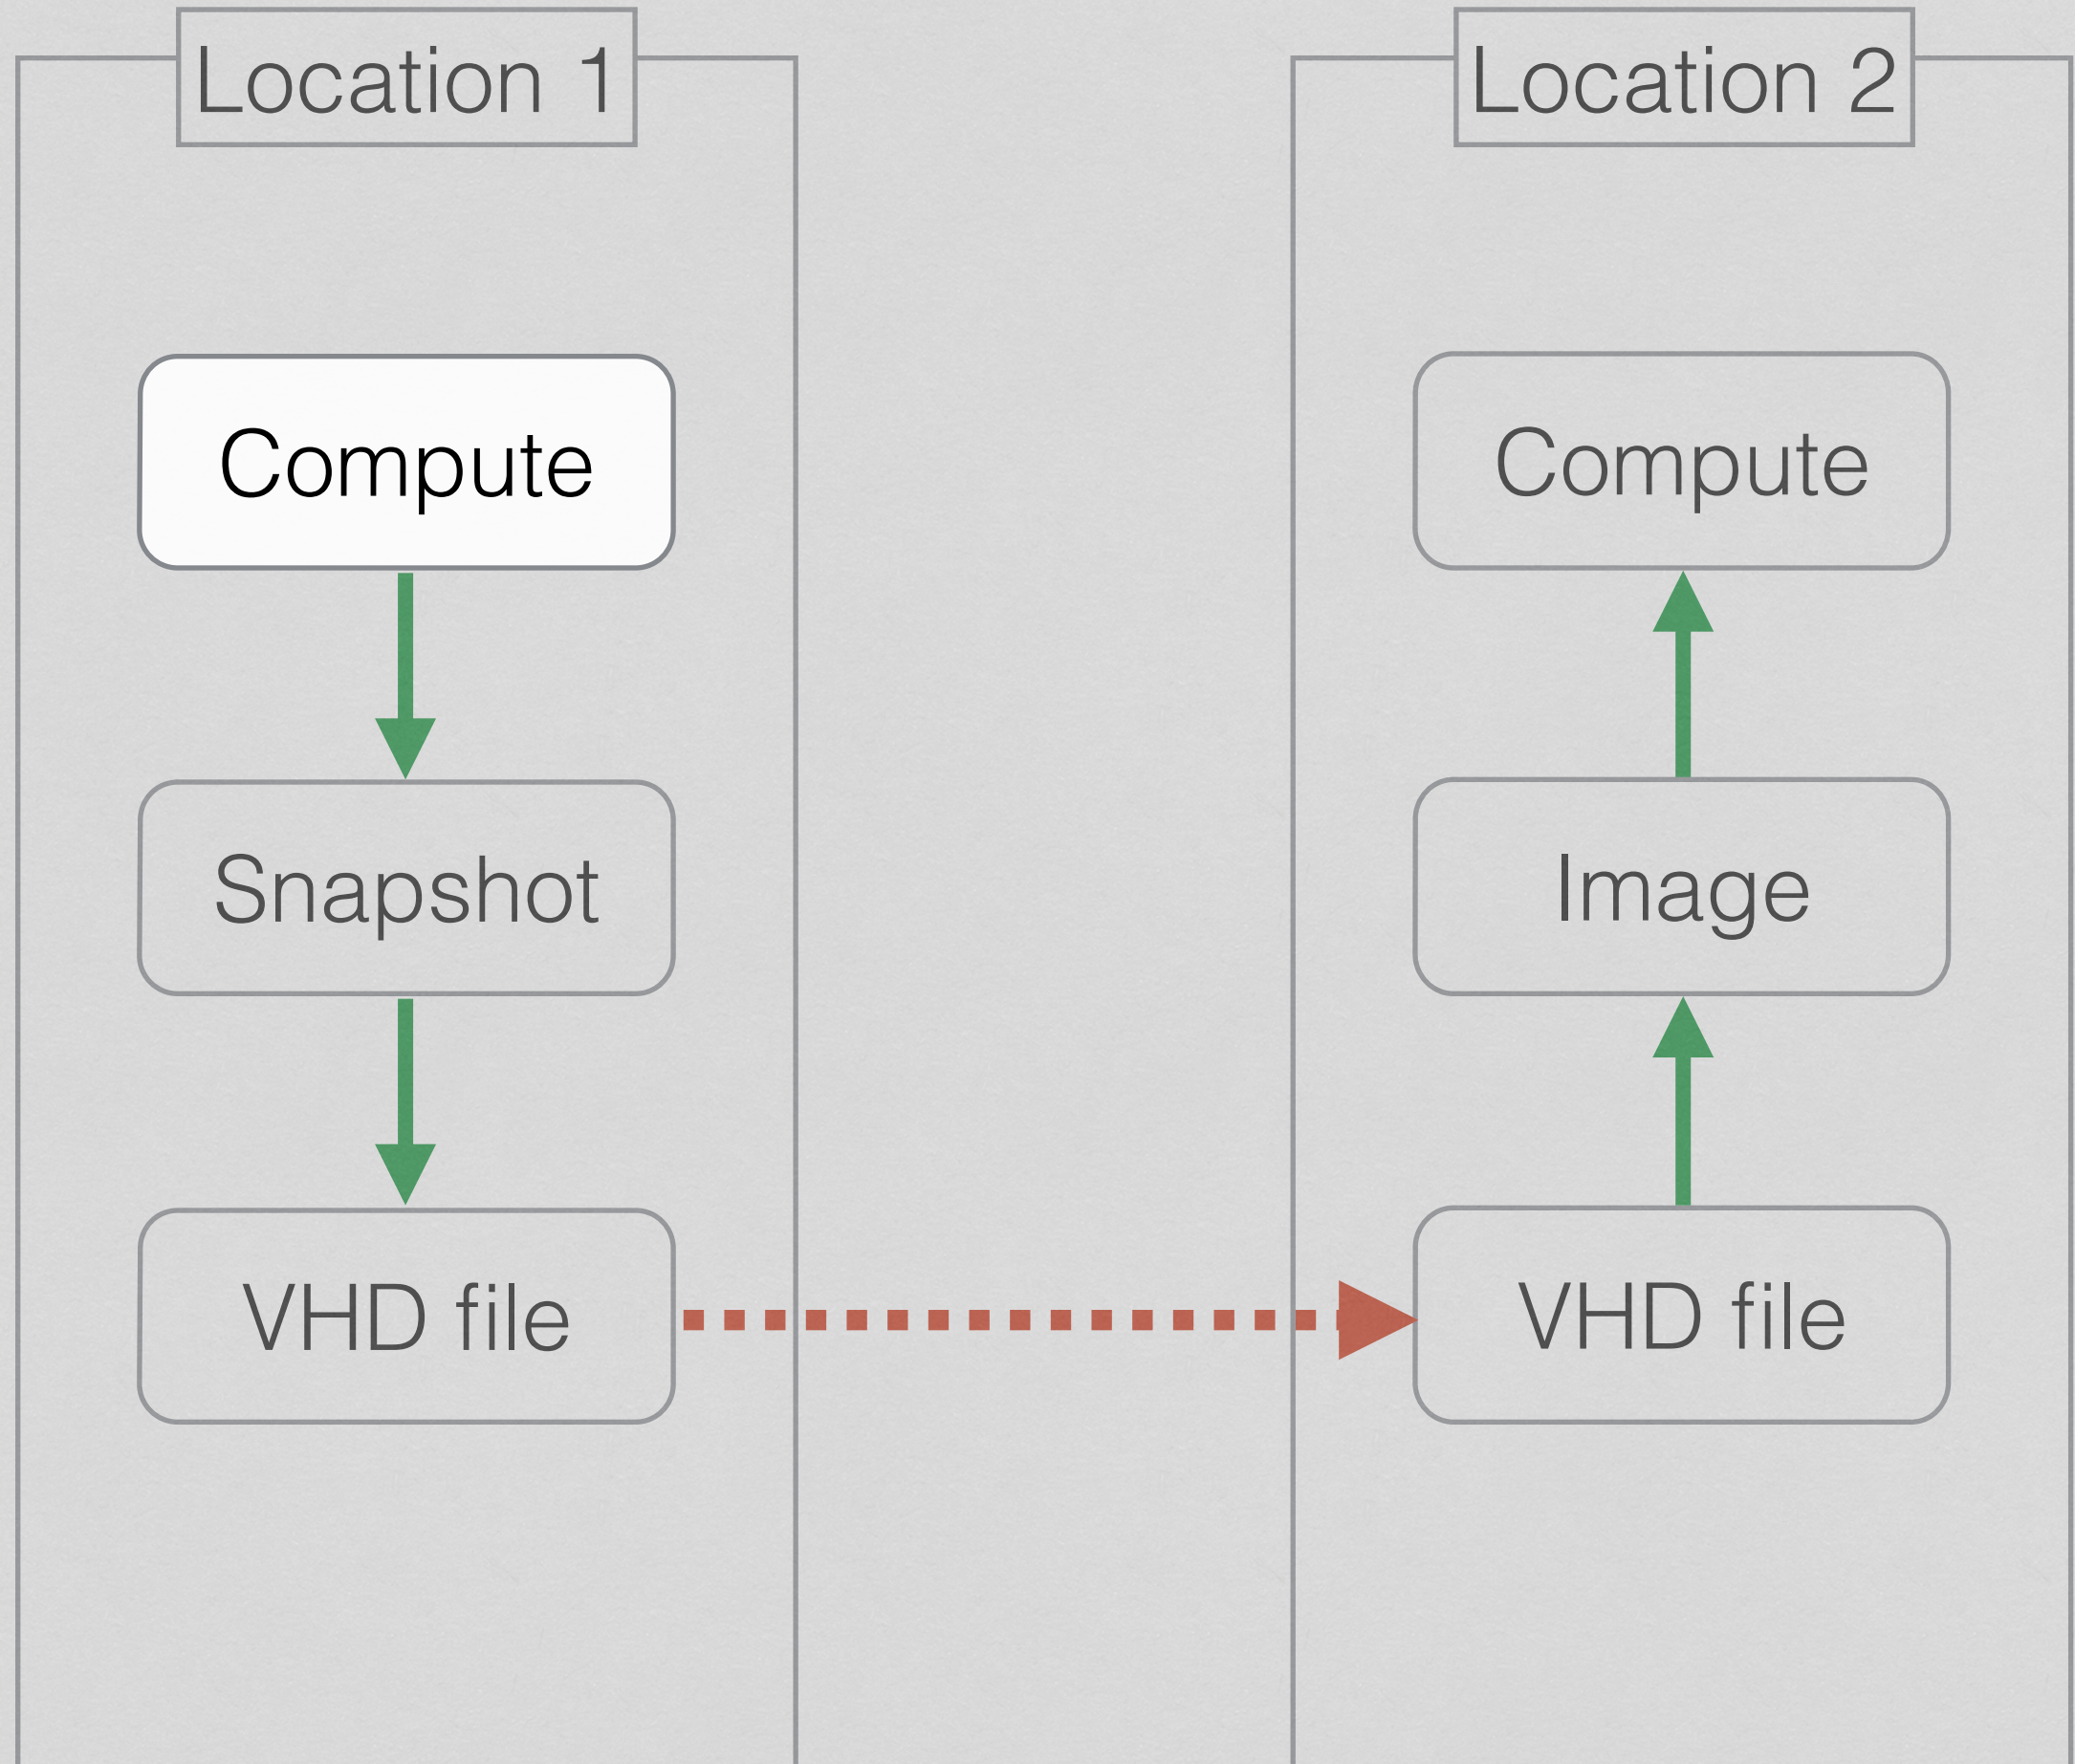 Location 1
Compute
Snapshot
VHD file
Location 2
Compute
Image
VHD file